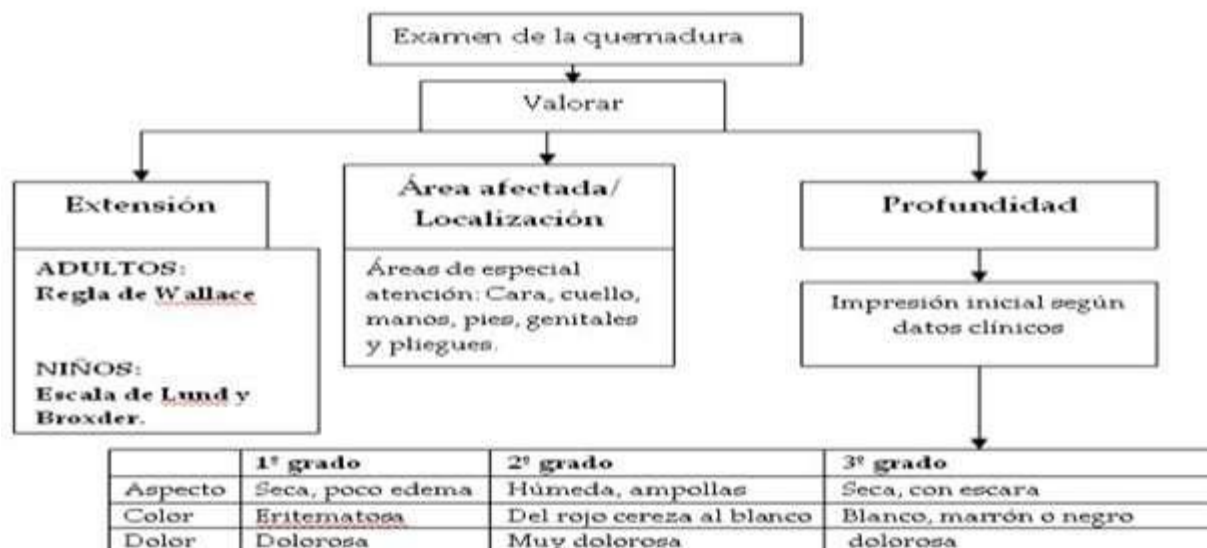 Examen de la quemadura
Valorar
Extensión
ADULTOS:
Regla de Wallace
NIÑOS:
Escala de Lund y
Broxder.
Área afectada/
Localización
Áreas de especial
atención: Cara, cuello,
manos, pies, genitales
y pliegues.
Profundidad
Impresión inicial según
datos clínicos
1º grado 2º grado 3º grado
Aspecto Seca, poco edema Húmeda, ampollas Seca, con escara
Color Eritematosa Del rojo cereza al blanco Blanco, marrón o negro
Dolor Dolorosa Muy dolorosa dolorosa